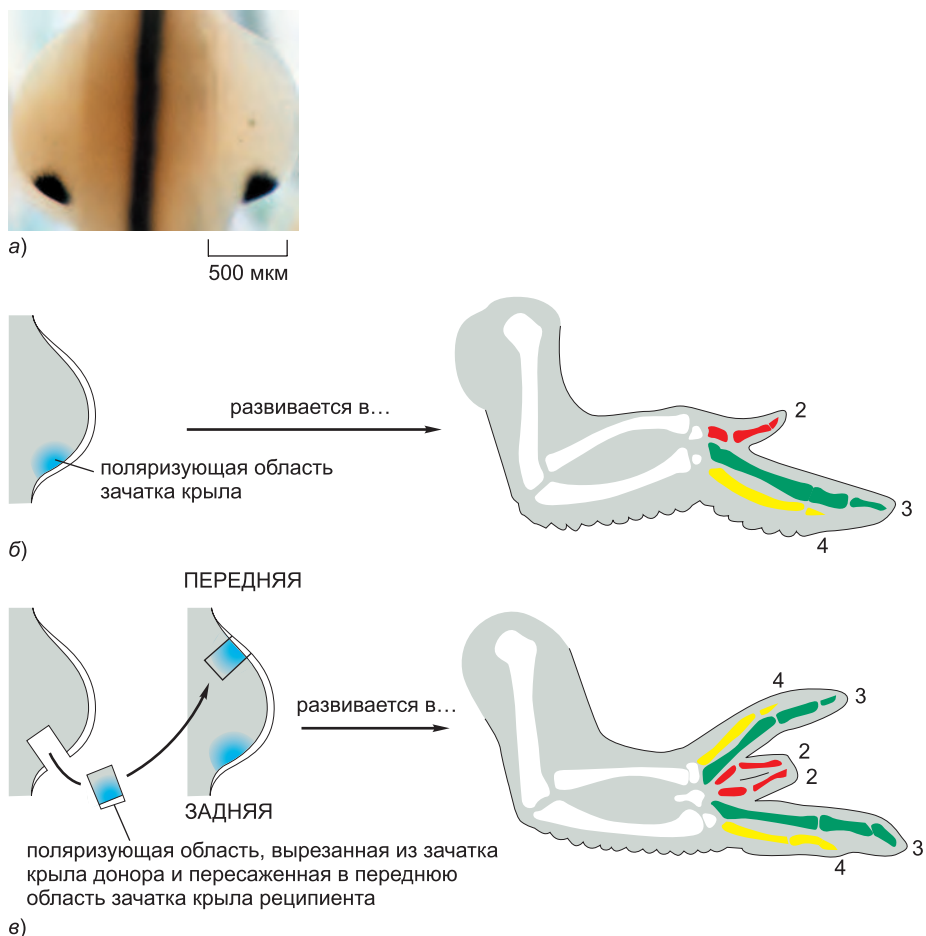 а)
500 мкм
развивается в…
поляризующая область
зачатка крыла
2
3
4
б)
ПЕРЕДНЯЯ
развивается в…
4
3
2
2
3
4
ЗАДНЯЯ
поляризующая область, вырезанная из зачатка
крыла донора и пересаженная в переднюю
область зачатка крыла реципиента
в)